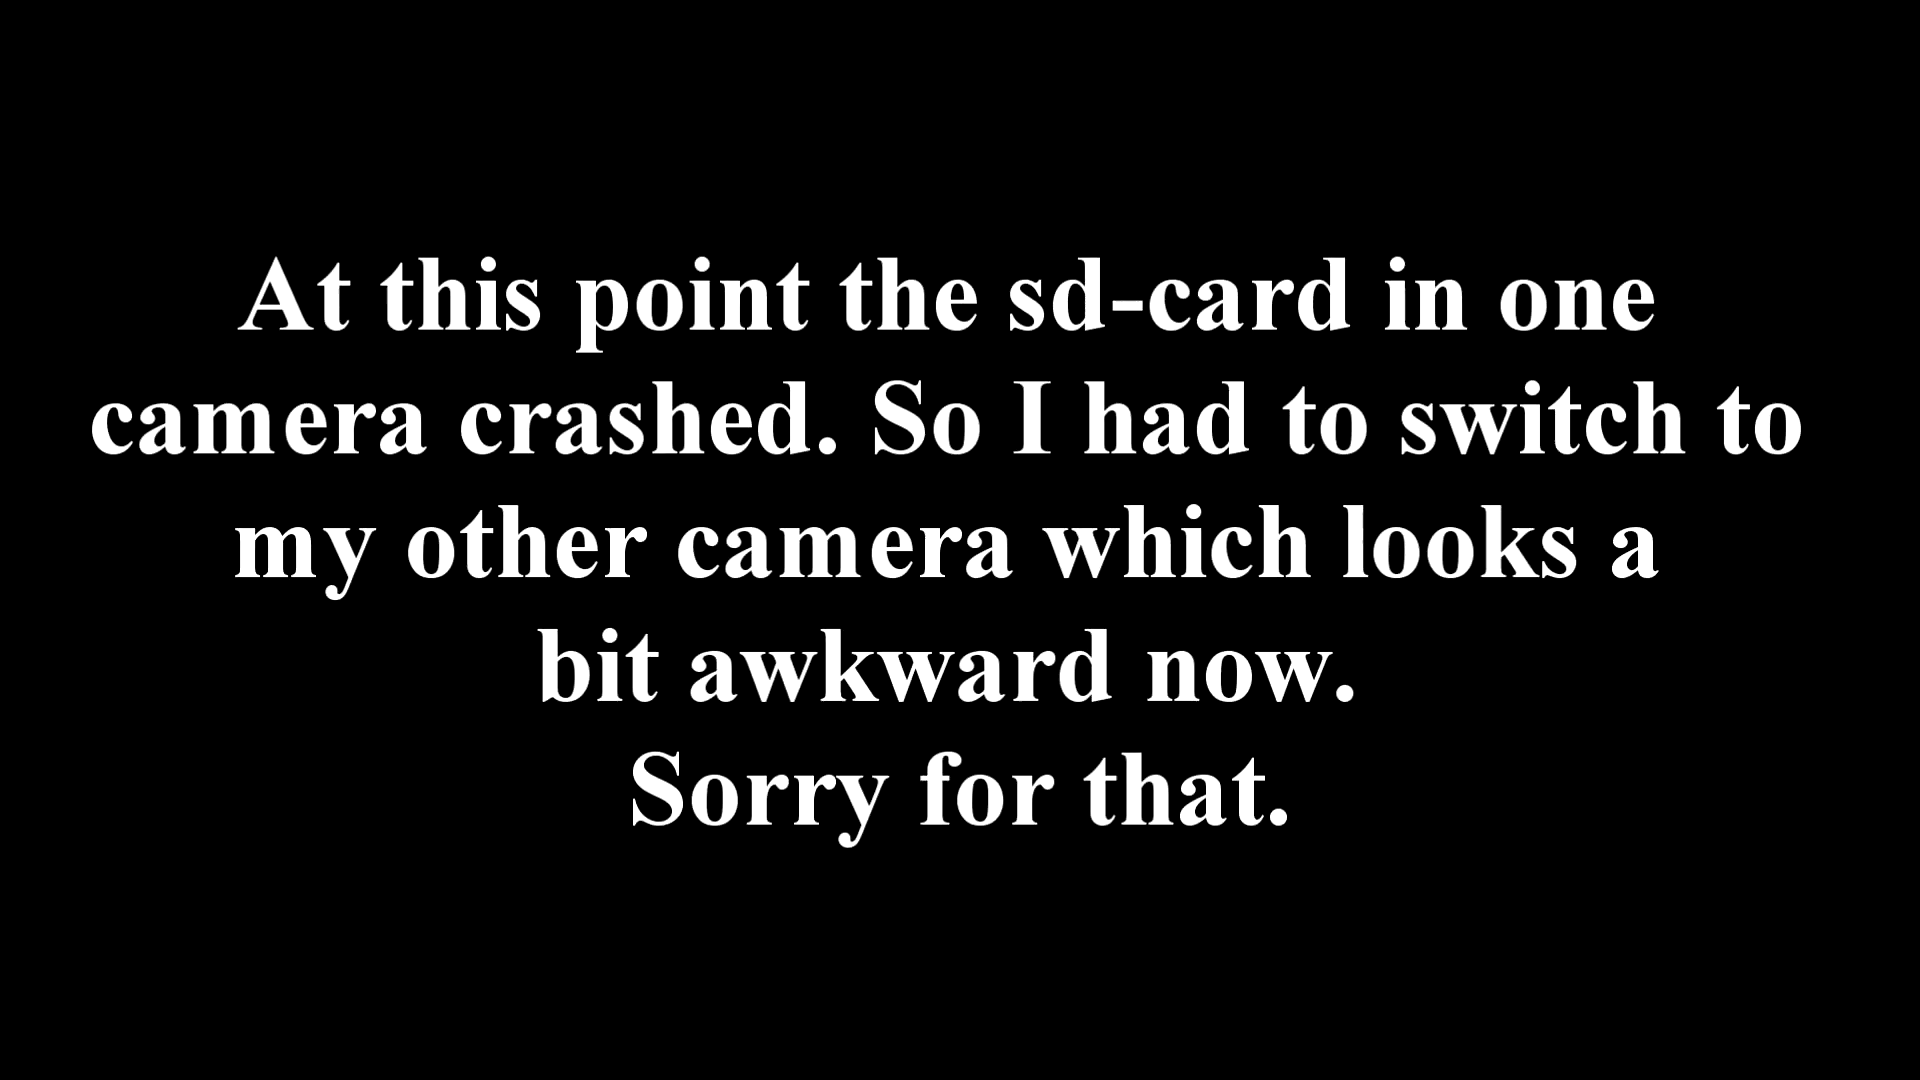 At this point the sd-card in one
camera crashed. So I had to switch to
my other camera which looks a
bit awkward now.
Sorry for that.